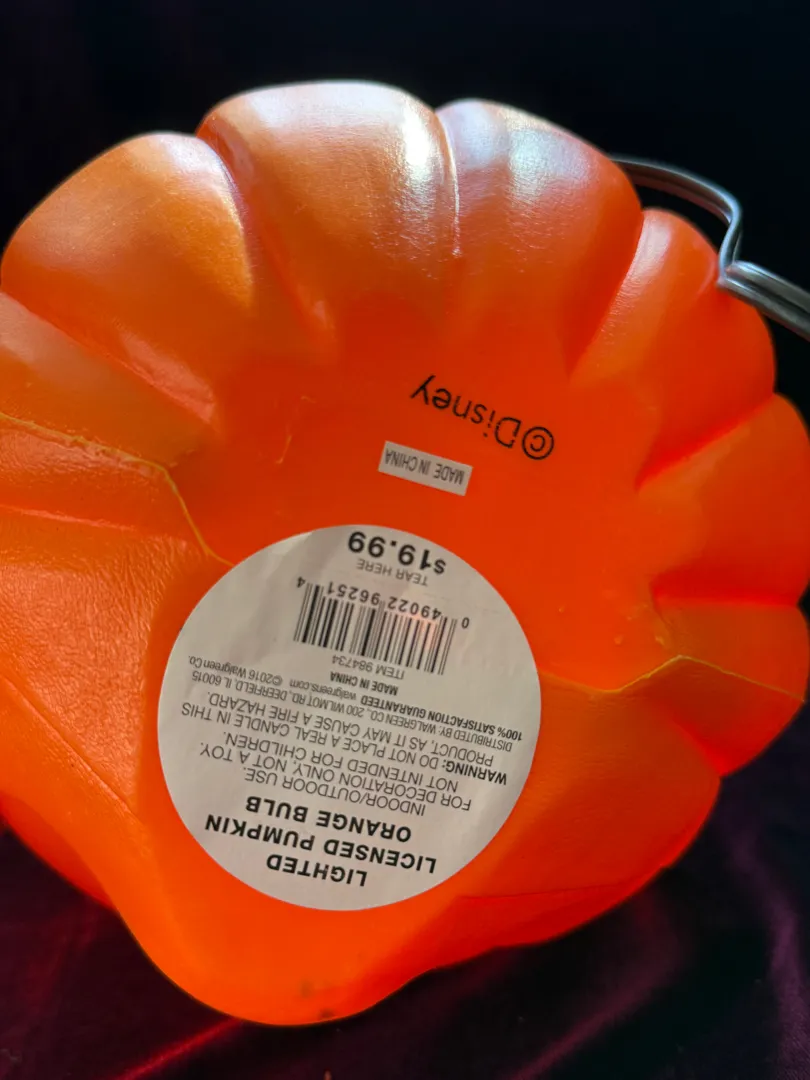 LIGHTED
LICENSED PUMPKIN
ORANGE BULB
INDOOR/OUTDOOR USE.
FOR DECORATION ONLY, NOT A TOY.
NOT INTENDED FOR CHILDREN.
WARNING: DO NOT PLACE A REAL CANDLE IN THIS
PRODUCT, AS IT MAY CAUSE A FIRE HAZARD.
DISTRIBUTED BY: WALGREEN CO., 200 WILMOT RD., DEERFIELD, IL 60015
100% SATISFACTION GUARANTEED walgreens.com ©2016 Walgreen Co.
MADE IN CHINA
ITEM 984734
0 49022 96251 4
TEAR HERE
$19.99
MADE IN CHINA
©Disney